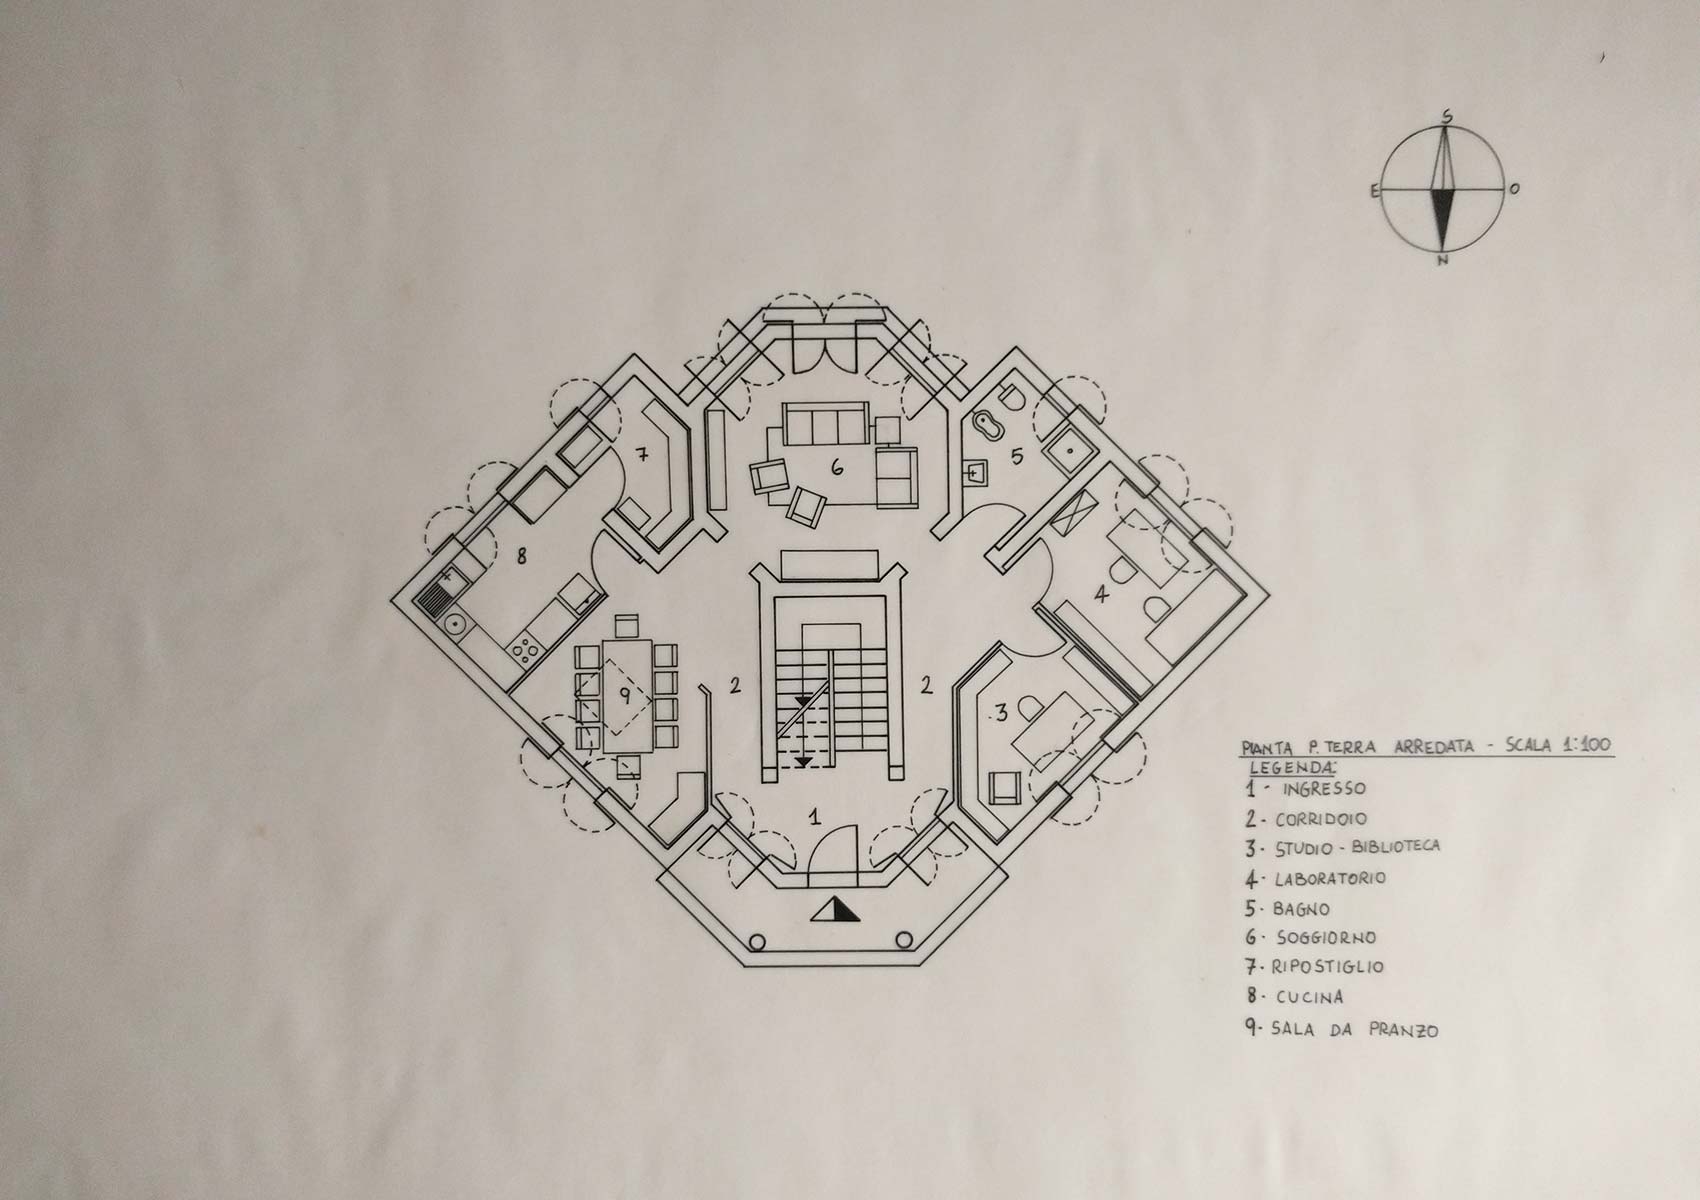 S
E
O
N
7
6
5
8
4
9
2
2
3
1
PIANTA P. TERRA ARREDATA - SCALA 1:100
LEGENDA:
1 - INGRESSO
2 - CORRIDOIO
3 - STUDIO - BIBLIOTECA
4 - LABORATORIO
5 - BAGNO
6 - SOGGIORNO
7 - RIPOSTIGLIO
8 - CUCINA
9 - SALA DA PRANZO